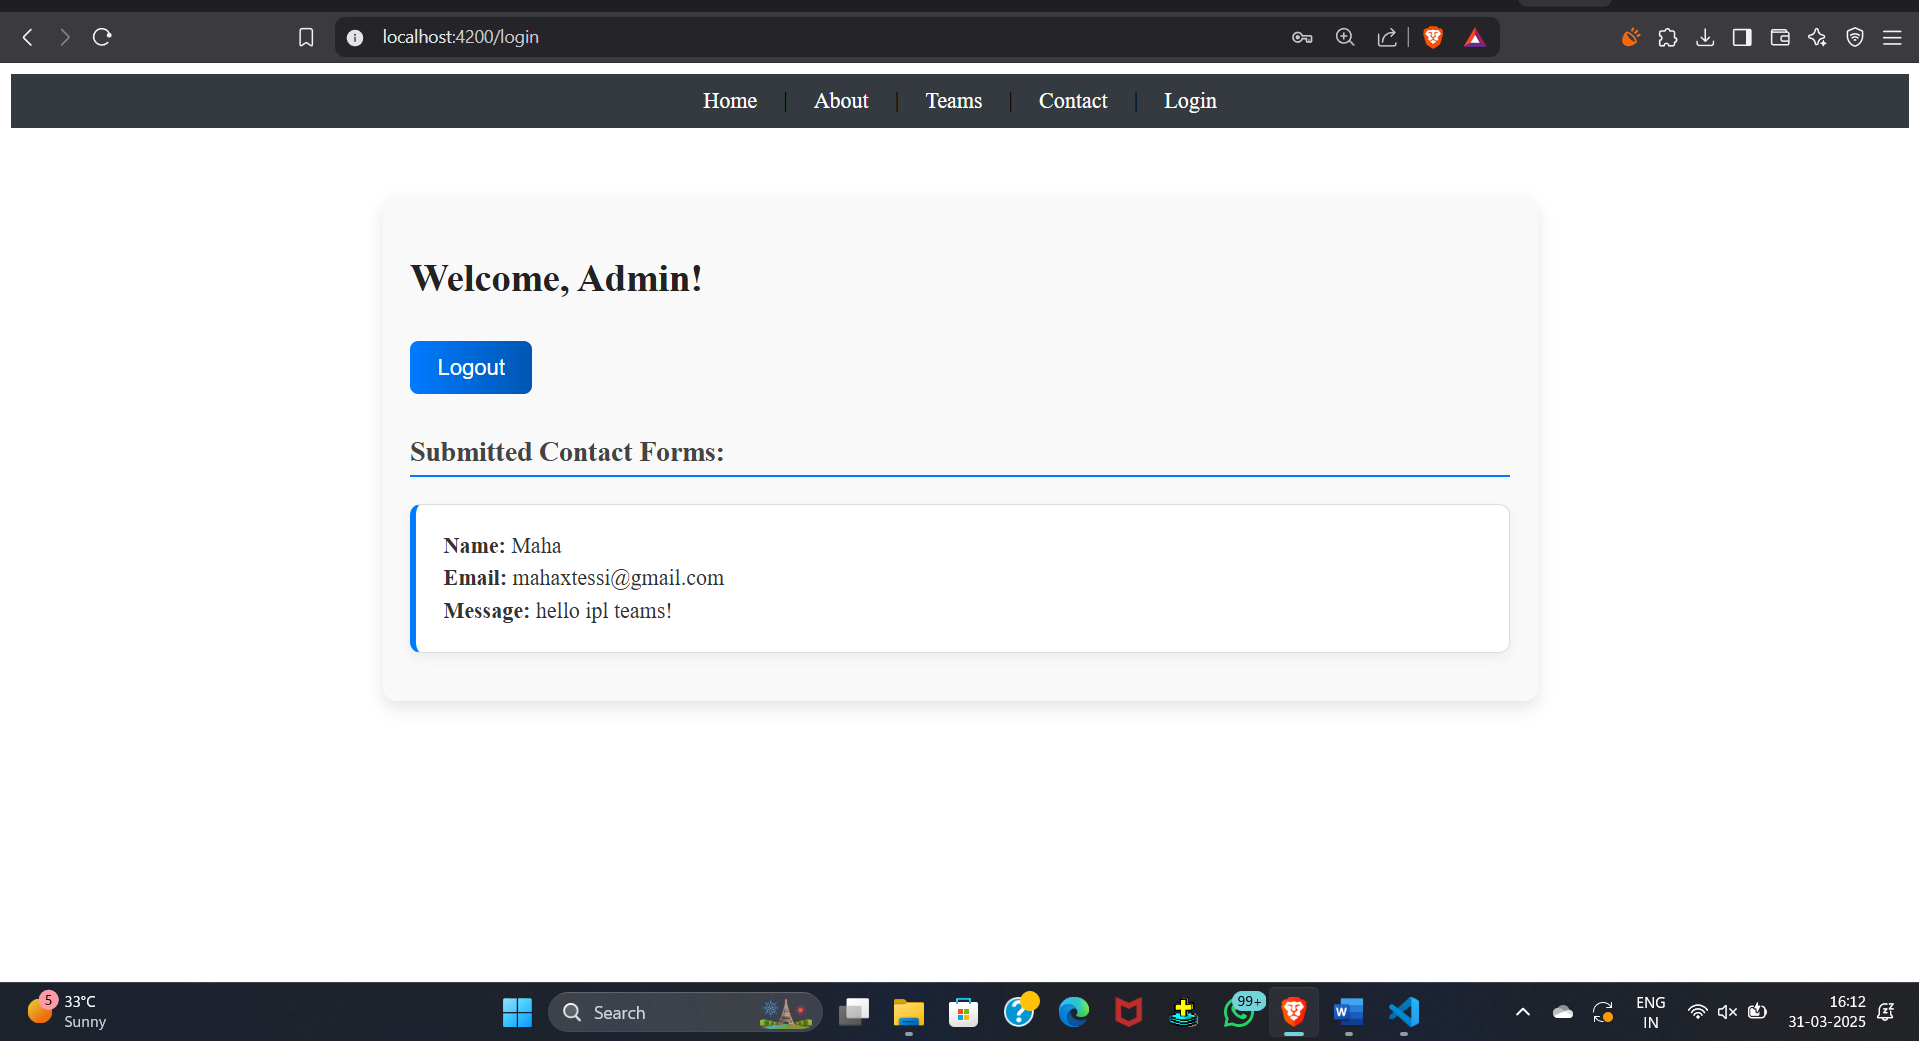 localhost:4200/login
Home | About | Teams | Contact | Login
Welcome, Admin!
Logout
Submitted Contact Forms:
Name: Maha
Email: mahaxtessi@gmail.com
Message: hello ipl teams!
5
33°C
Sunny
Search
99+
W
ENG
IN
16:12
31-03-2025